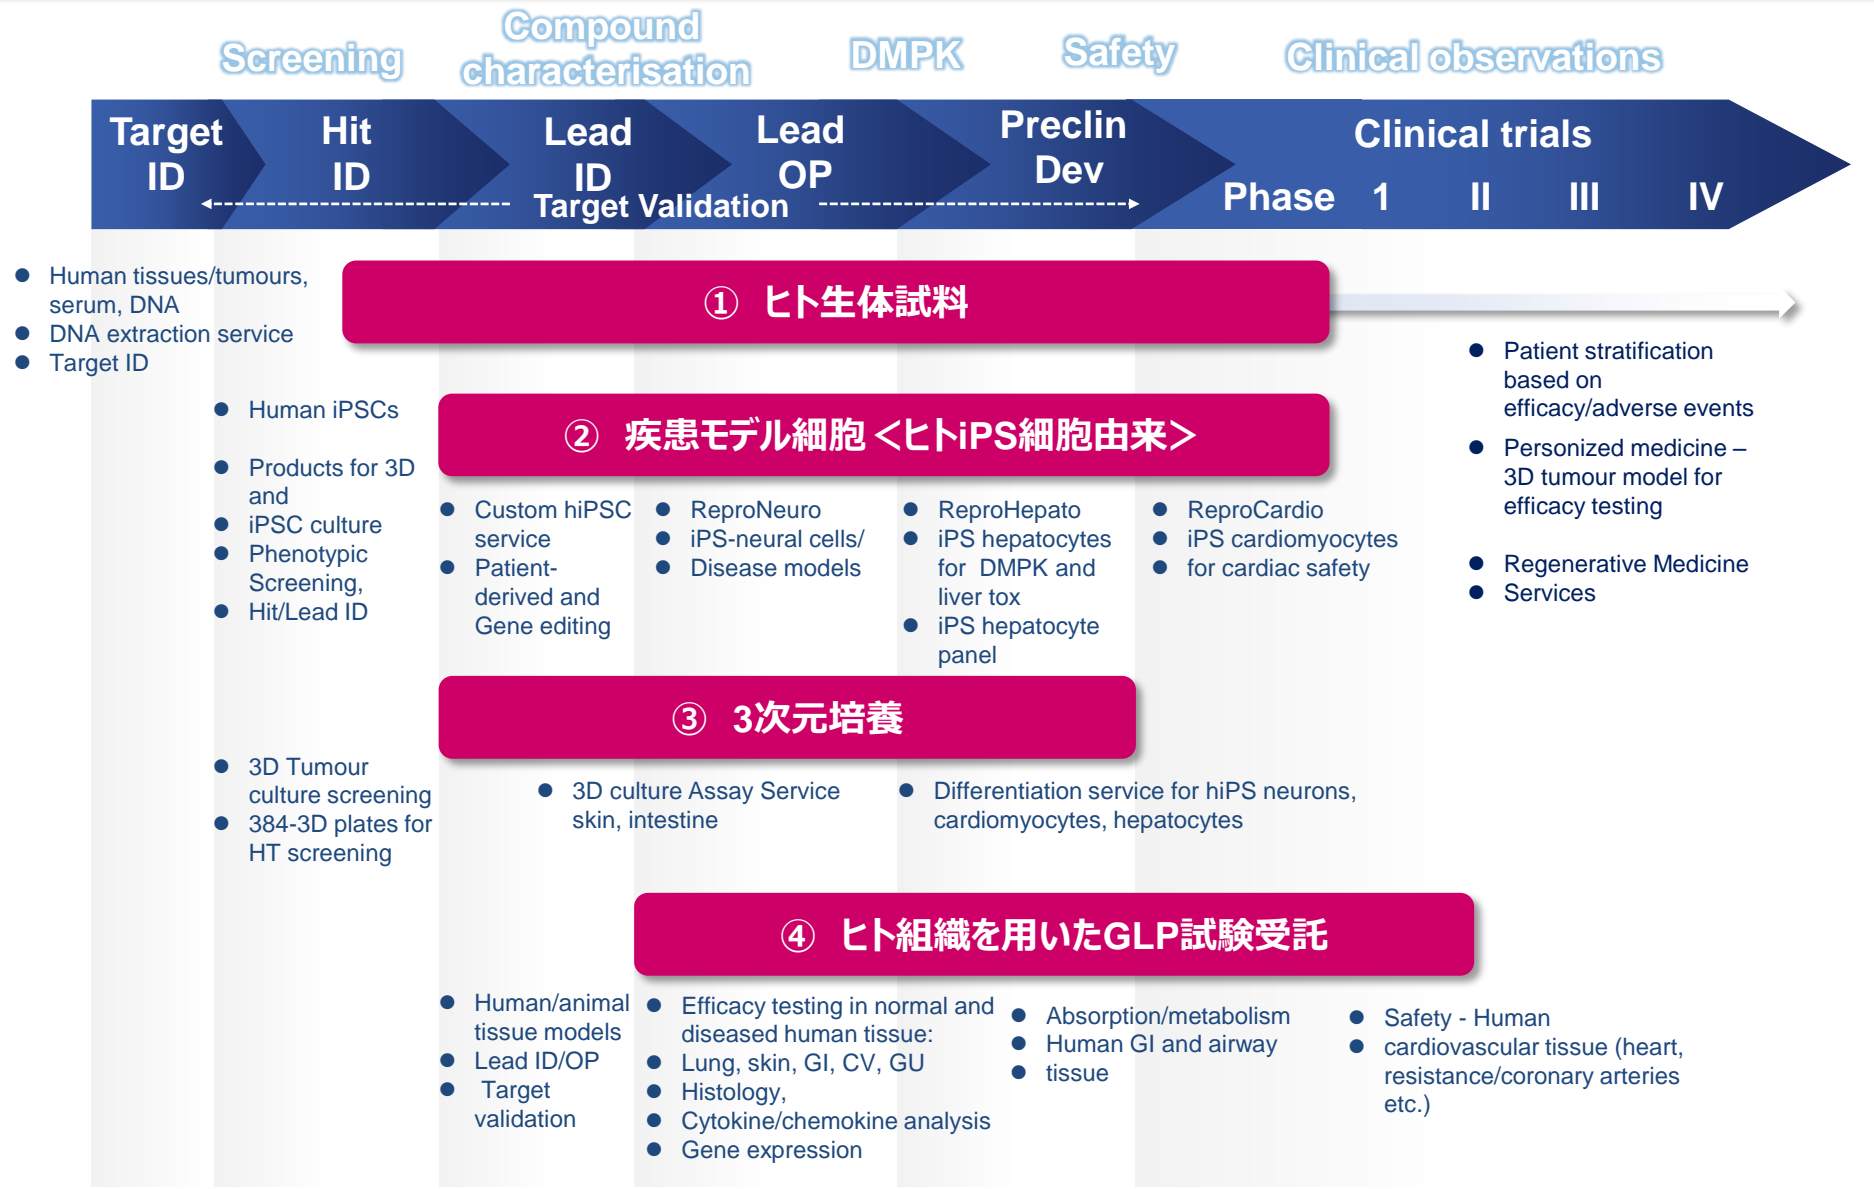 Screening
Compound
characterisation
DMPK
Safety
Clinical observations
Target
ID
Hit
ID
Lead
ID
Lead
OP
Preclin
Dev
Clinical trials
Phase 1 II III IV
Target Validation
● Human tissues/tumours,
serum, DNA
● DNA extraction service
● Target ID
① ヒト生体試料
● Patient stratification
based on
efficacy/adverse events
● Personized medicine –
3D tumour model for
efficacy testing
● Regenerative Medicine
● Services
● Human iPSCs
● Products for 3D
and
● iPSC culture
● Phenotypic
Screening,
● Hit/Lead ID
② 疾患モデル細胞＜ヒトiPS細胞由来＞
● Custom hiPSC
service
● Patient-
derived and
Gene editing
● ReproNeuro
● iPS-neural cells/
● Disease models
● ReproHepato
● iPS hepatocytes
for DMPK and
liver tox
● iPS hepatocyte
panel
● ReproCardio
● iPS cardiomyocytes
● for cardiac safety
③ 3次元培養
● 3D Tumour
culture screening
● 384-3D plates for
HT screening
● 3D culture Assay Service
skin, intestine
● Differentiation service for hiPS neurons,
cardiomyocytes, hepatocytes
④ ヒト組織を用いたGLP試験受託
● Human/animal
tissue models
● Lead ID/OP
● Target
validation
● Efficacy testing in normal and
diseased human tissue:
● Lung, skin, GI, CV, GU
● Histology,
● Cytokine/chemokine analysis
● Gene expression
● Absorption/metabolism
● Human GI and airway
● tissue
● Safety - Human
● cardiovascular tissue (heart,
resistance/coronary arteries
etc.)